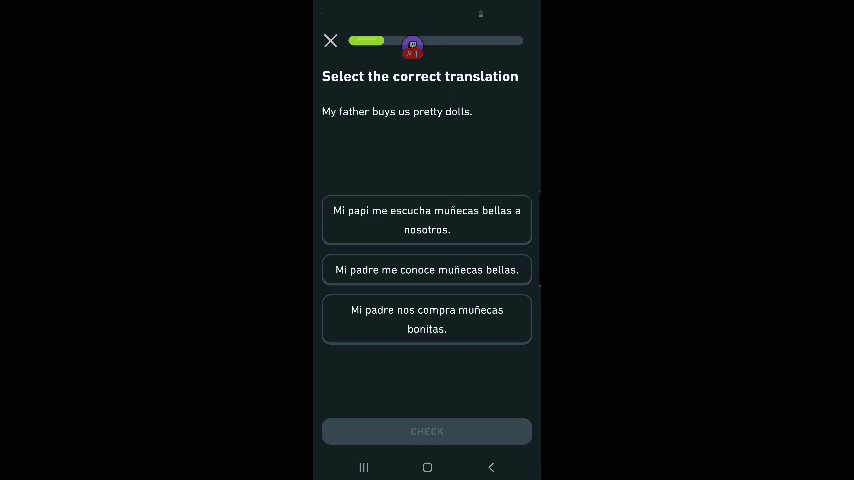 Select the correct translation
My father buys us pretty dolls.
Mi papi me escucha muñecas bellas a
nosotros.
Mi padre me conoce muñecas bellas.
Mi padre nos compra muñecas
bonitas.
CHECK